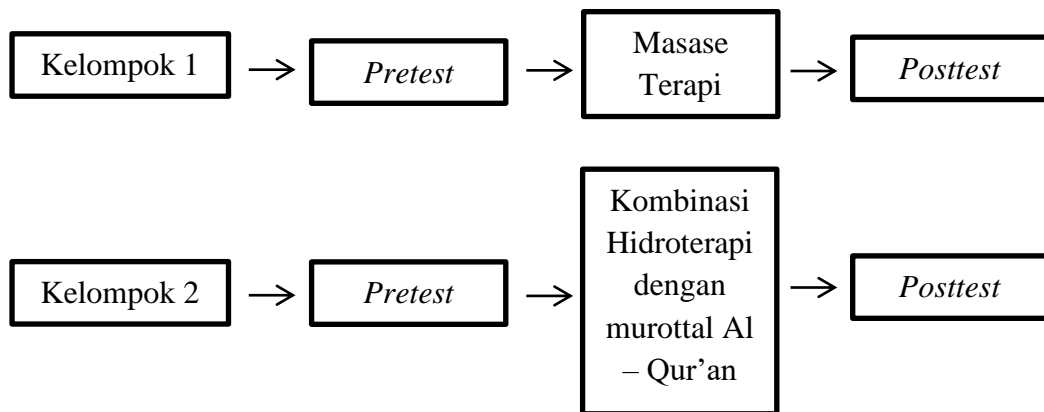 Kelompok 1
Pretest
Masase
Terapi
Posttest
Kelompok 2
Pretest
Kombinasi
Hidroterapi
dengan
murottal Al
– Qur’an
Posttest